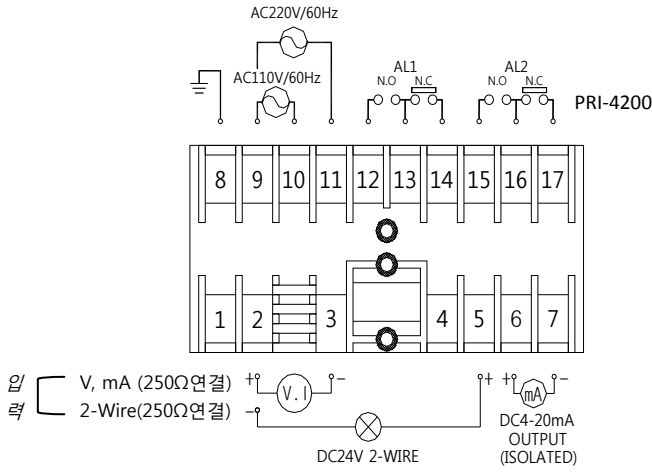 AC220V/60Hz
AC110V/60Hz
AL1
N.O N.C
AL2
N.O N.C
PRI-4200
8 9 10 11 12 13 14 15 16 17
1 2 3 4 5 6 7
입력
V, mA (250Ω연결) + V.I -
2-Wire(250Ω연결) -
+
+ mA -
DC24V 2-WIRE
DC4-20mA
OUTPUT
(ISOLATED)